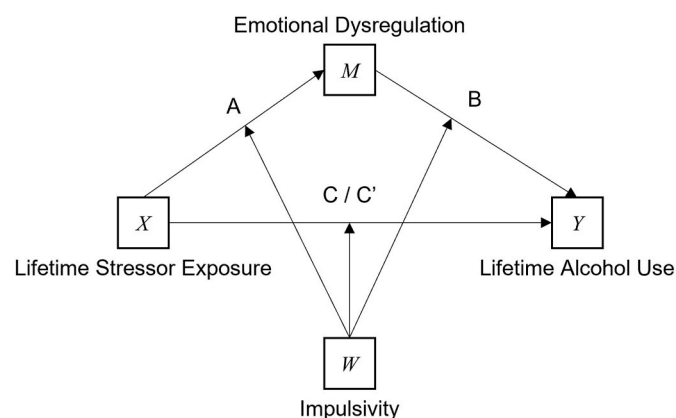 Emotional Dysregulation
M
A
B
C / C’
X
Y
Lifetime Stressor Exposure
Lifetime Alcohol Use
W
Impulsivity